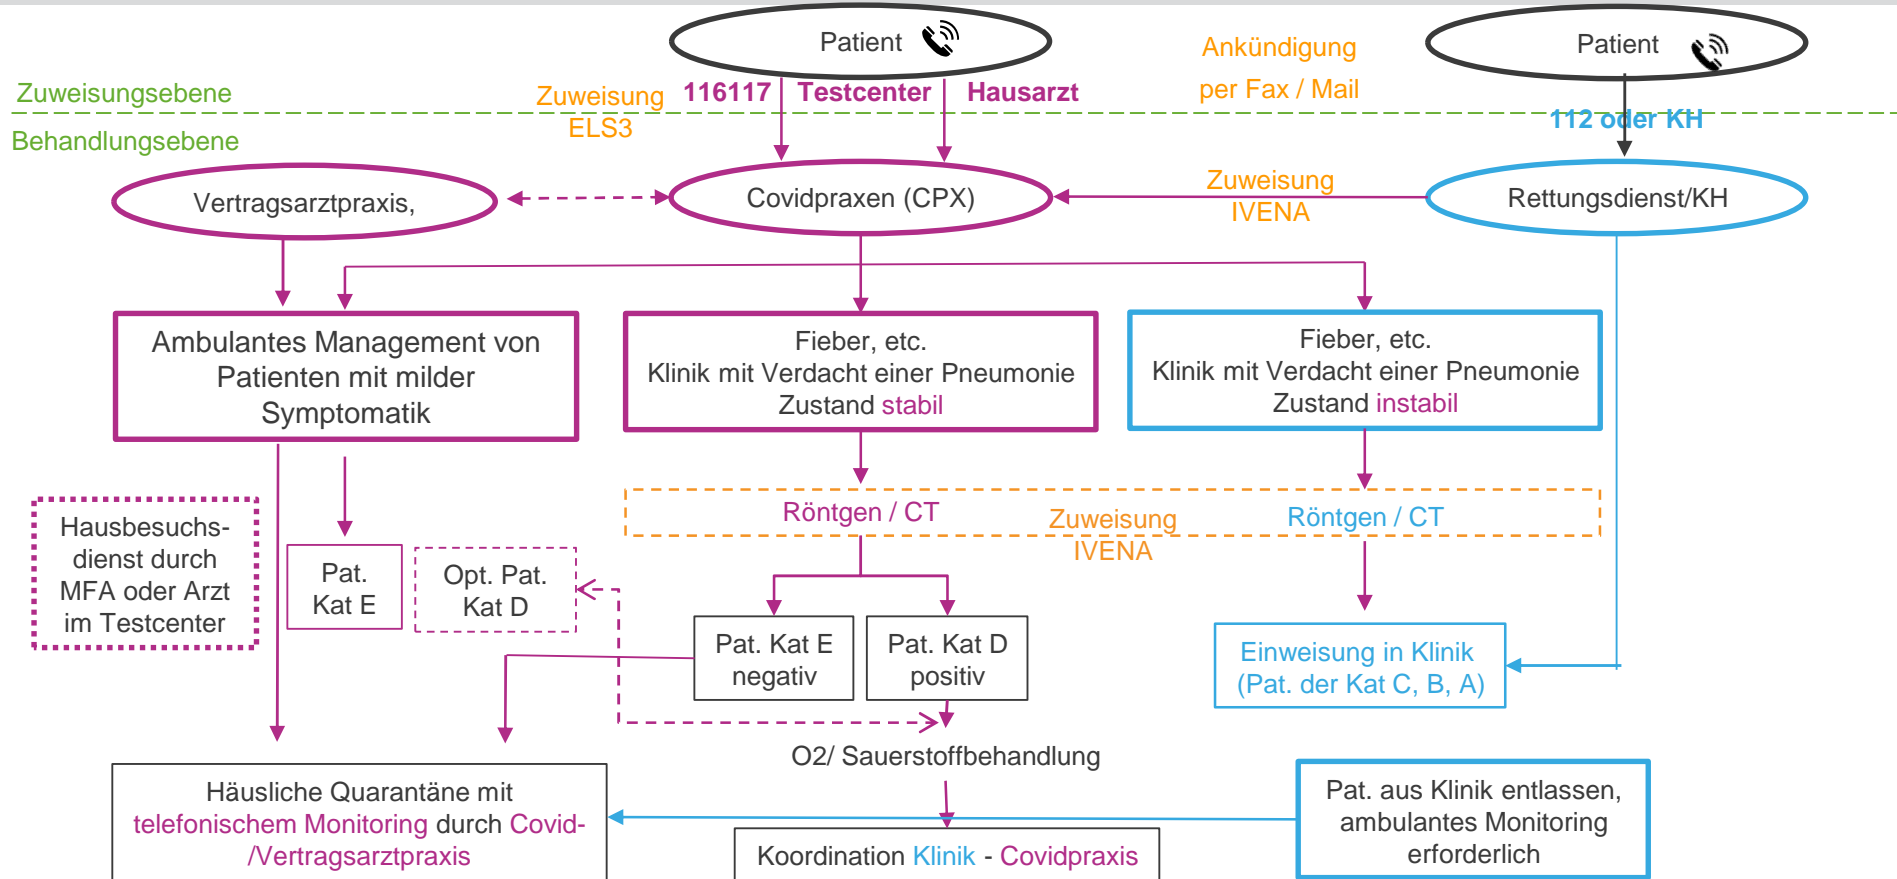 Patient
Ankündigung
per Fax / Mail
Patient
Zuweisungsebene
Zuweisung
ELS3
116117
Testcenter
Hausarzt
112 oder KH
Behandlungsebene
Vertragsarztpraxis,
Covidpraxen (CPX)
Zuweisung
IVENA
Rettungsdienst/KH
Ambulantes Management von
Patienten mit milder
Symptomatik
Fieber, etc.
Klinik mit Verdacht einer Pneumonie
Zustand stabil
Fieber, etc.
Klinik mit Verdacht einer Pneumonie
Zustand instabil
Röntgen / CT
Zuweisung
IVENA
Röntgen / CT
Hausbesuchs-
dienst durch
MFA oder Arzt
im Testcenter
Pat.
Kat E
Opt. Pat.
Kat D
Pat. Kat E
negativ
Pat. Kat D
positiv
Einweisung in Klinik
(Pat. der Kat C, B, A)
O2/ Sauerstoffbehandlung
Häusliche Quarantäne mit
telefonischem Monitoring durch Covid-
/Vertragsarztpraxis
Koordination Klinik - Covidpraxis
Pat. aus Klinik entlassen,
ambulantes Monitoring
erforderlich